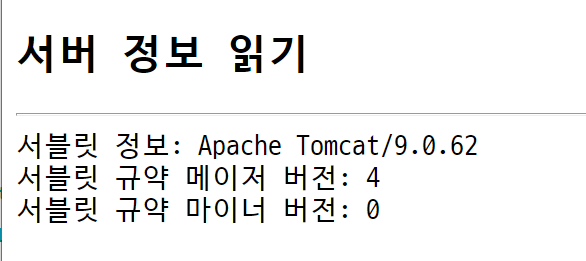 서버 정보 읽기
서블릿 정보: Apache Tomcat/9.0.62
서블릿 규약 메이저 버전: 4
서블릿 규약 마이너 버전: 0